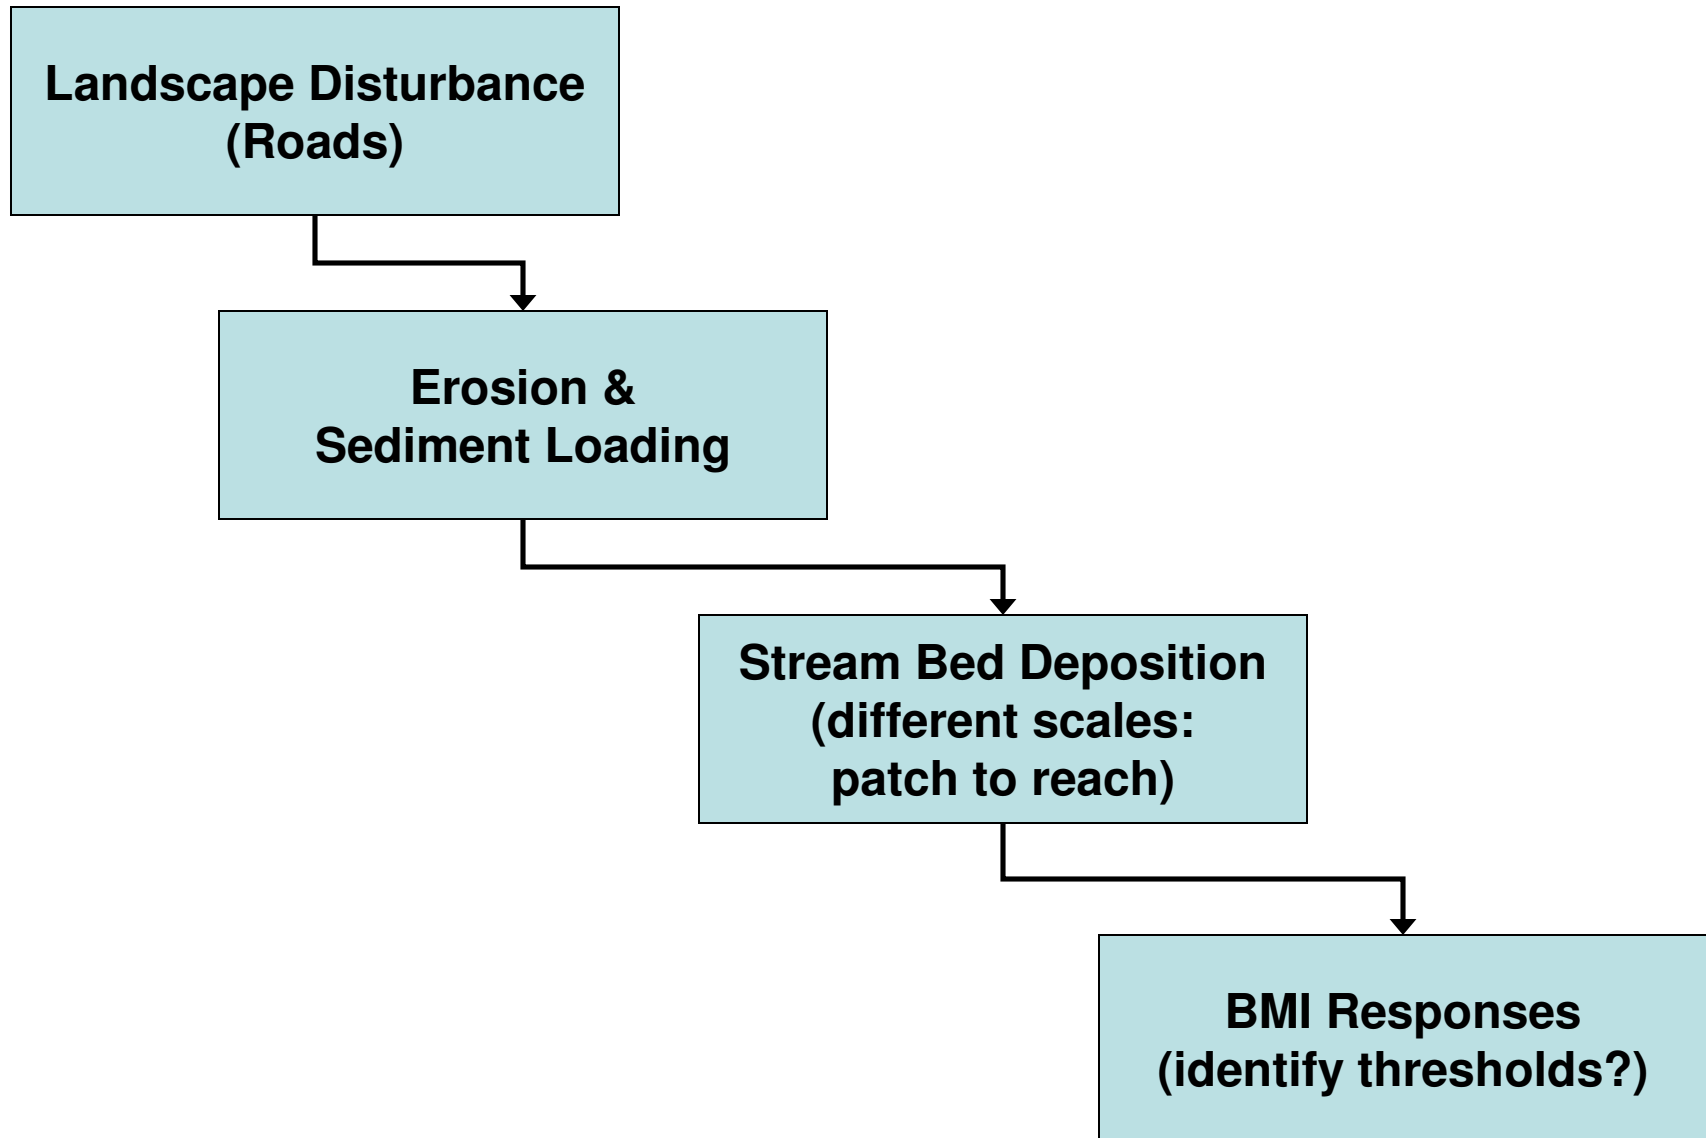 Landscape Disturbance
(Roads)
Erosion &
Sediment Loading
Stream Bed Deposition
(different scales:
patch to reach)
BMI Responses
(identify thresholds?)